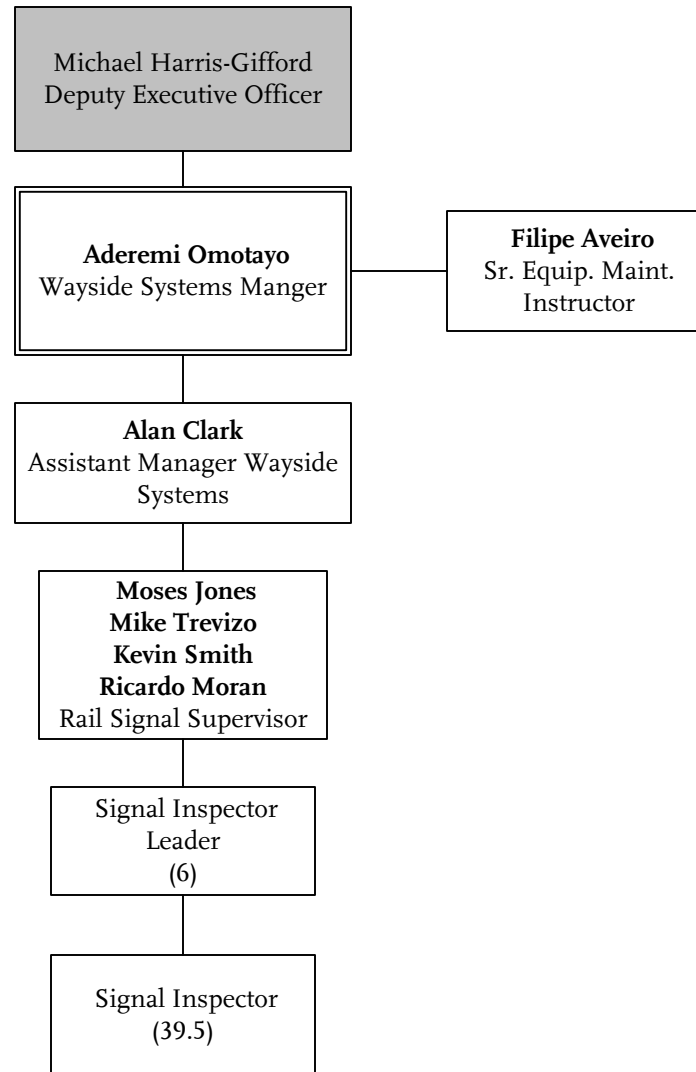 Michael Harris-Gifford
Deputy Executive Officer
Aderemi Omotayo
Wayside Systems Manger
Filipe Aveiro
Sr. Equip. Maint.
Instructor
Alan Clark
Assistant Manager Wayside
Systems
Moses Jones
Mike Trevizo
Kevin Smith
Ricardo Moran
Rail Signal Supervisor
Signal Inspector
Leader
(6)
Signal Inspector
(39.5)